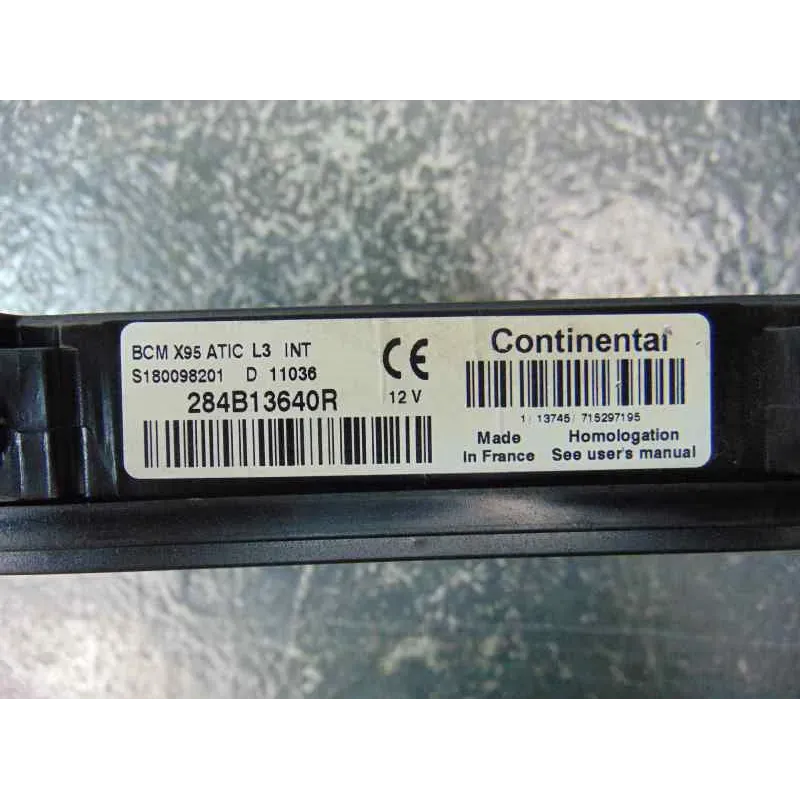 BCM X95 ATIC L3 INT
S180098201 D 11036
284B13640R
CE
12 V
Continental
1/ 13745/ 715297195
Made
In France
Homologation
See user's manual